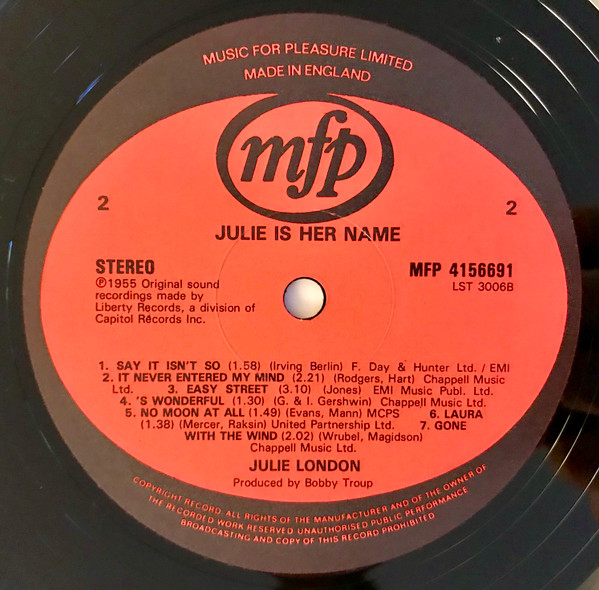 MUSIC FOR PLEASURE LIMITED
MADE IN ENGLAND
mfp
2
2
JULIE IS HER NAME
STEREO
℗1955 Original sound
recordings made by
Liberty Records, a division of
Capitol Records Inc.
MFP 4156691
LST 3006B
1. SAY IT ISN'T SO (1.58) (Irving Berlin) F. Day & Hunter Ltd. / EMI
2. IT NEVER ENTERED MY MIND (2.21) (Rodgers, Hart) Chappell Music
Ltd. 3. EASY STREET (3.10) (Jones) EMI Music Publ. Ltd.
4. 'S WONDERFUL (1.30) (G. & I. Gershwin) Chappell Music Ltd.
5. NO MOON AT ALL (1.49) (Evans, Mann) MCPS 6. LAURA
(1.38) (Mercer, Raksin) United Partnership Ltd. 7. GONE
WITH THE WIND (2.02) (Wrubel, Magidson)
Chappell Music Ltd.
JULIE LONDON
Produced by Bobby Troup
COPYRIGHT RECORD. ALL RIGHTS OF THE MANUFACTURER AND OF THE OWNER OF
THE RECORDED WORK RESERVED UNAUTHORISED PUBLIC PERFORMANCE
BROADCASTING AND COPY OF THIS RECORD PROHIBITED